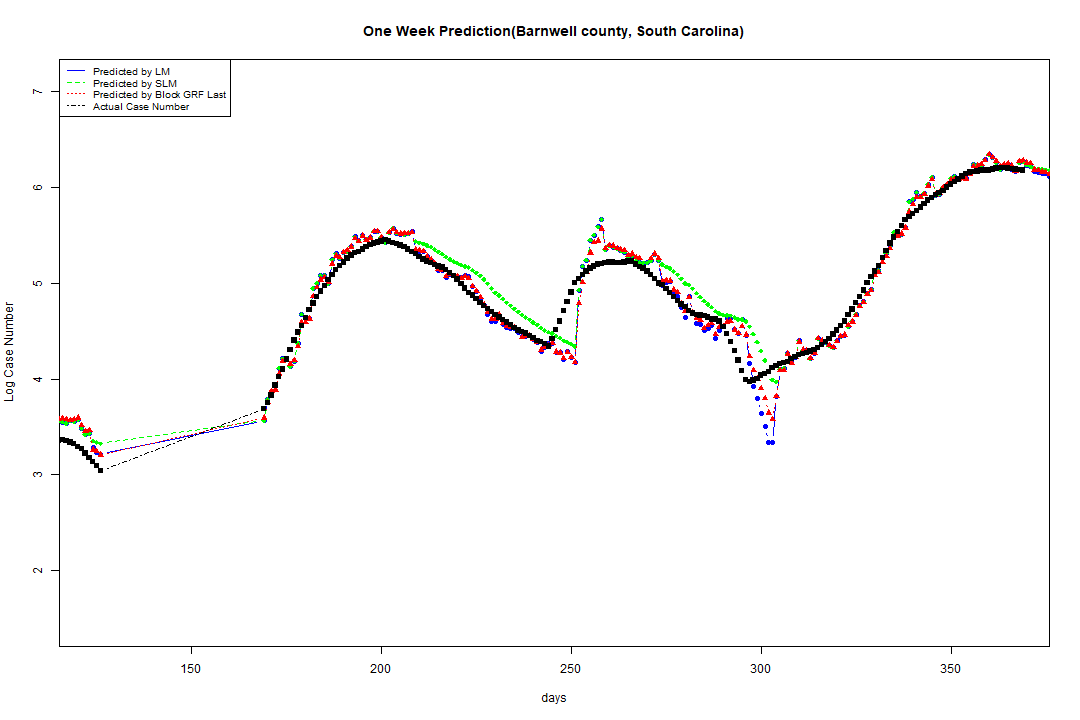 One Week Prediction(Barnwell county, South Carolina)
Predicted by LM
Predicted by SLM
Predicted by Block GRF Last
Actual Case Number
Log Case Number
7
6
5
4
3
2
150 200 250 300 350
days